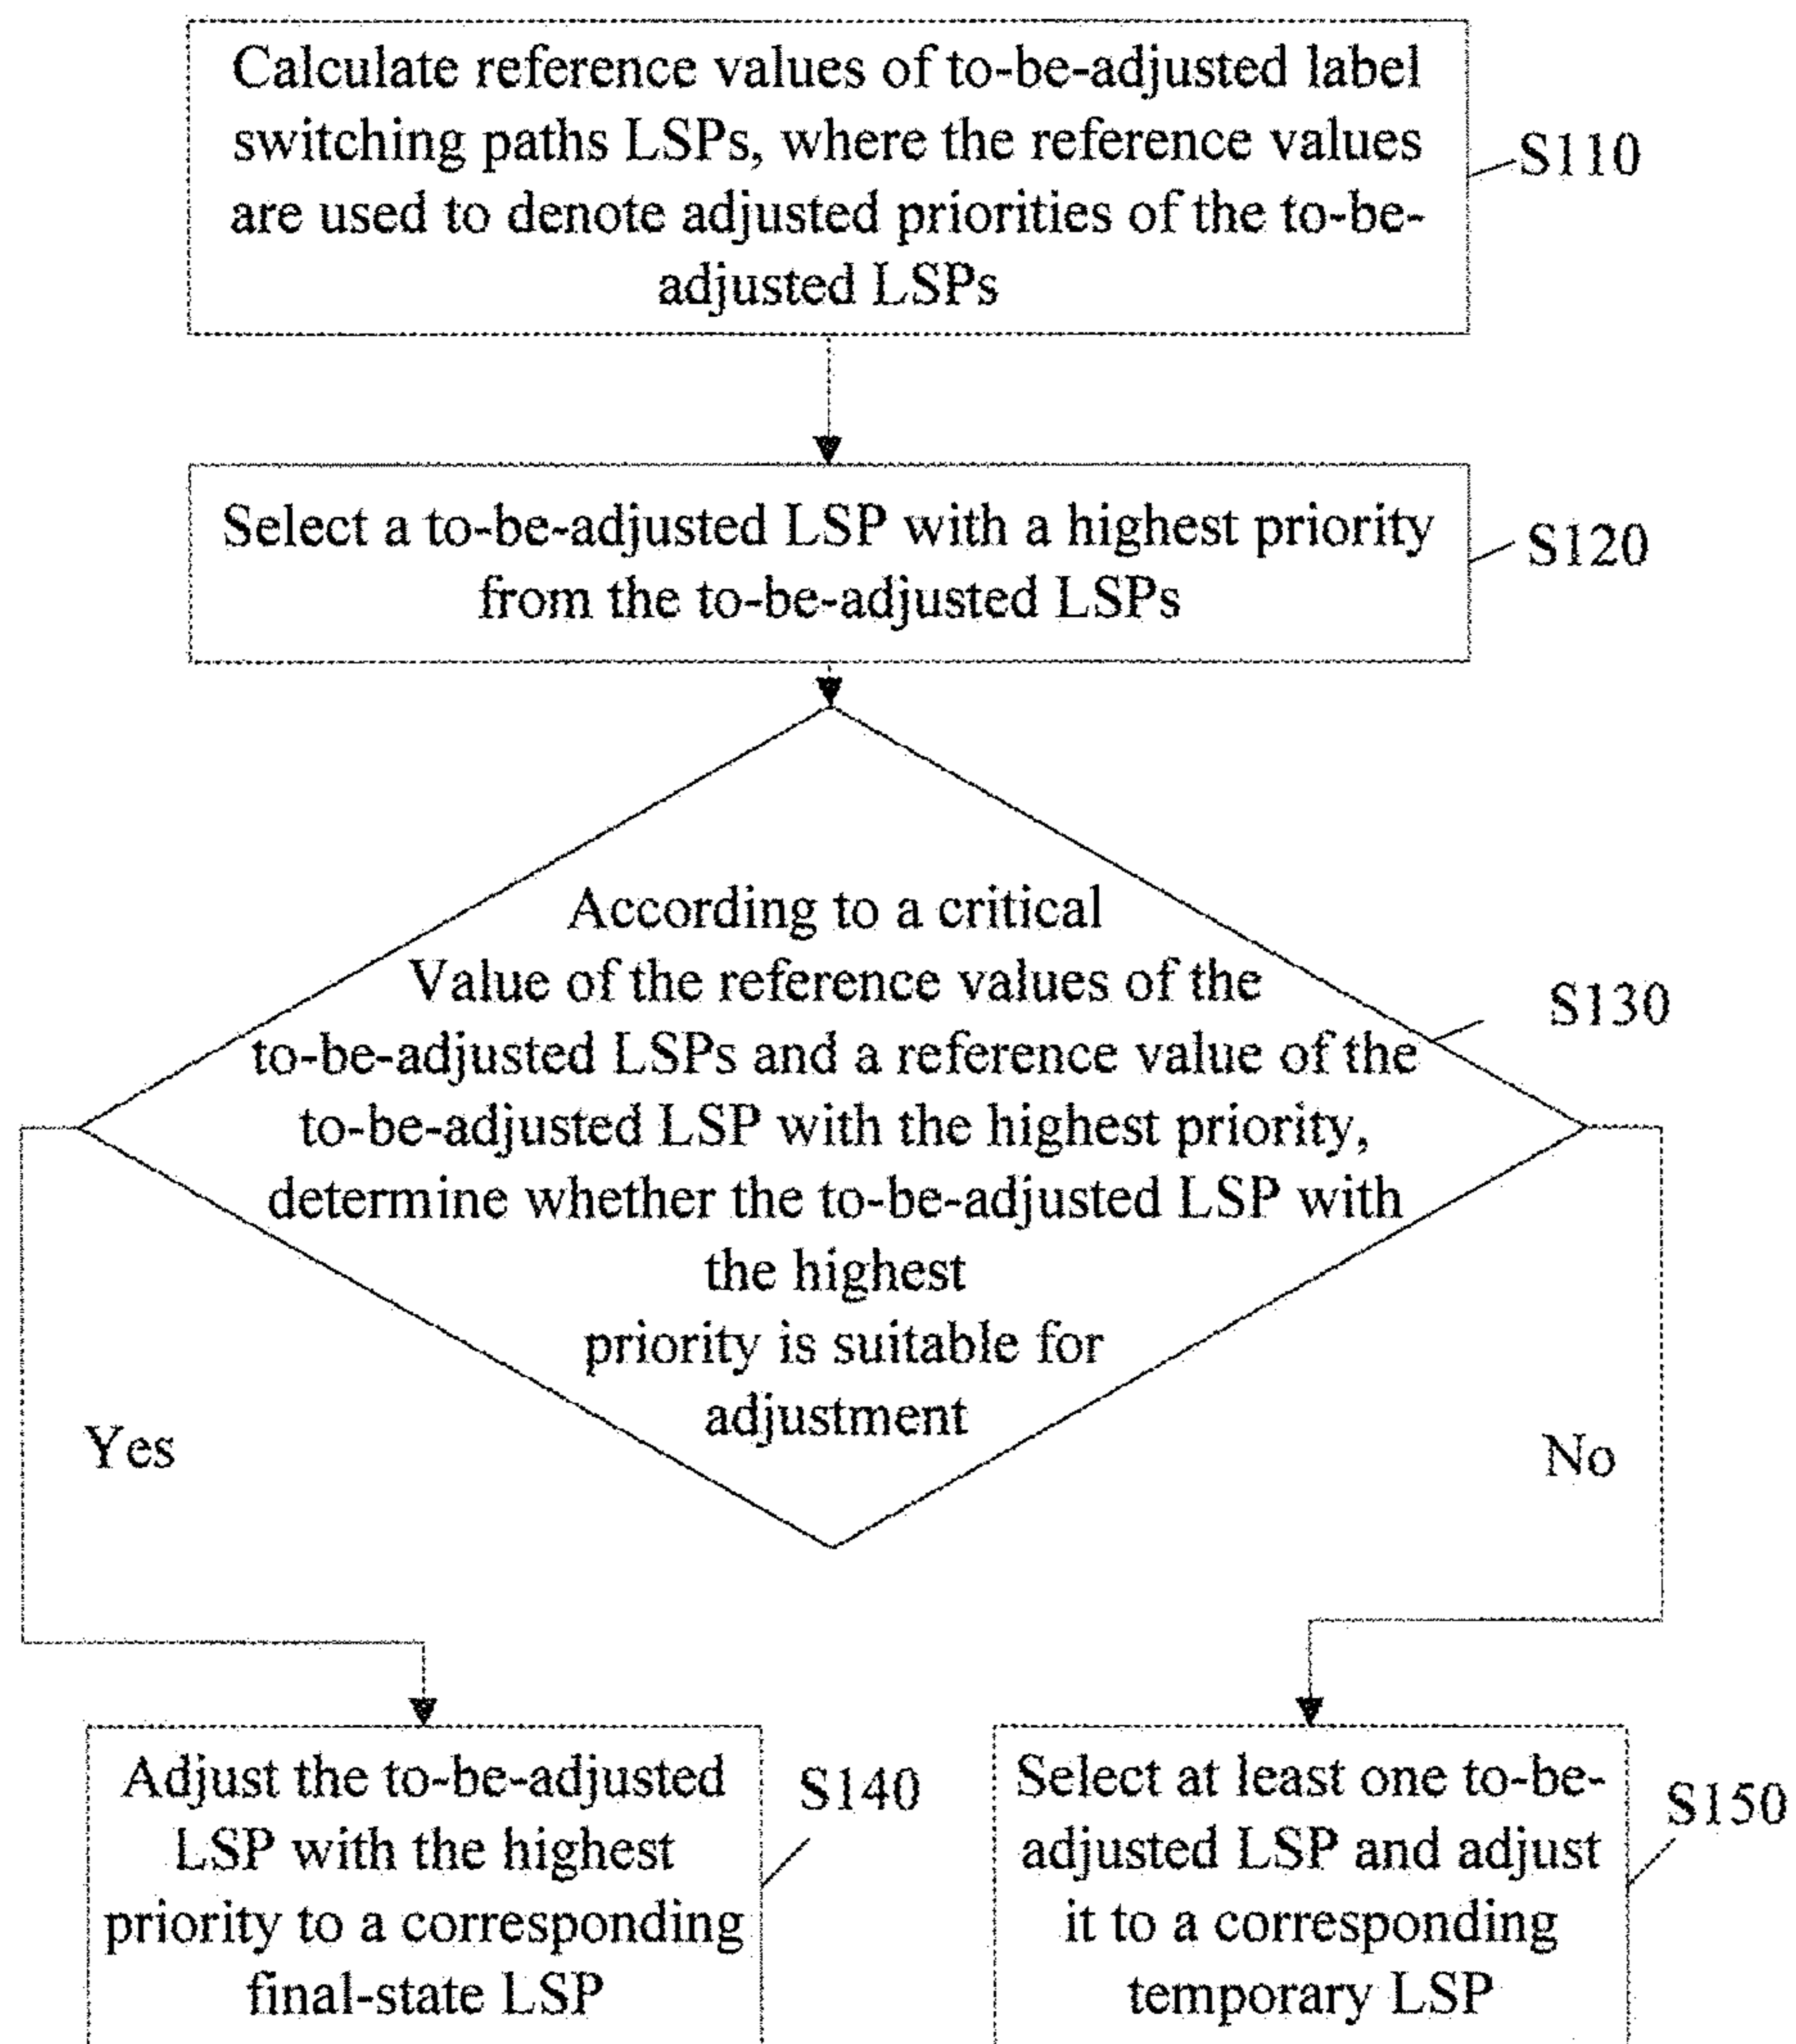 Calculate reference values of to-be-adjusted label
switching paths LSPs, where the reference values
are used to denote adjusted priorities of the to-be-
adjusted LSPs
S110
Select a to-be-adjusted LSP with a highest priority
from the to-be-adjusted LSPs
S120
According to a critical
Value of the reference values of the
to-be-adjusted LSPs and a reference value of the
to-be-adjusted LSP with the highest priority,
determine whether the to-be-adjusted LSP with
the highest
priority is suitable for
adjustment
S130
Yes
No
Adjust the to-be-adjusted
LSP with the highest
priority to a corresponding
final-state LSP
S140
Select at least one to-be-
adjusted LSP and adjust
it to a corresponding
temporary LSP
S150